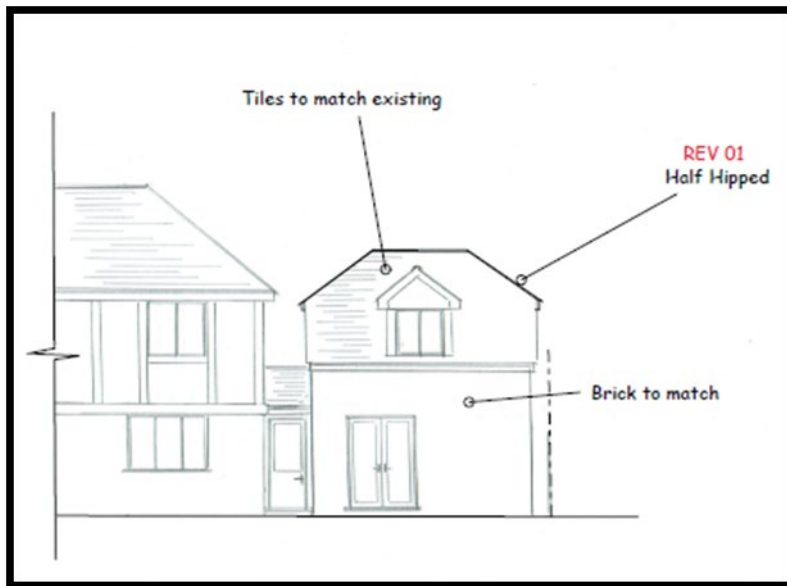 Tiles to match existing
REV 01
Half Hipped
Brick to match